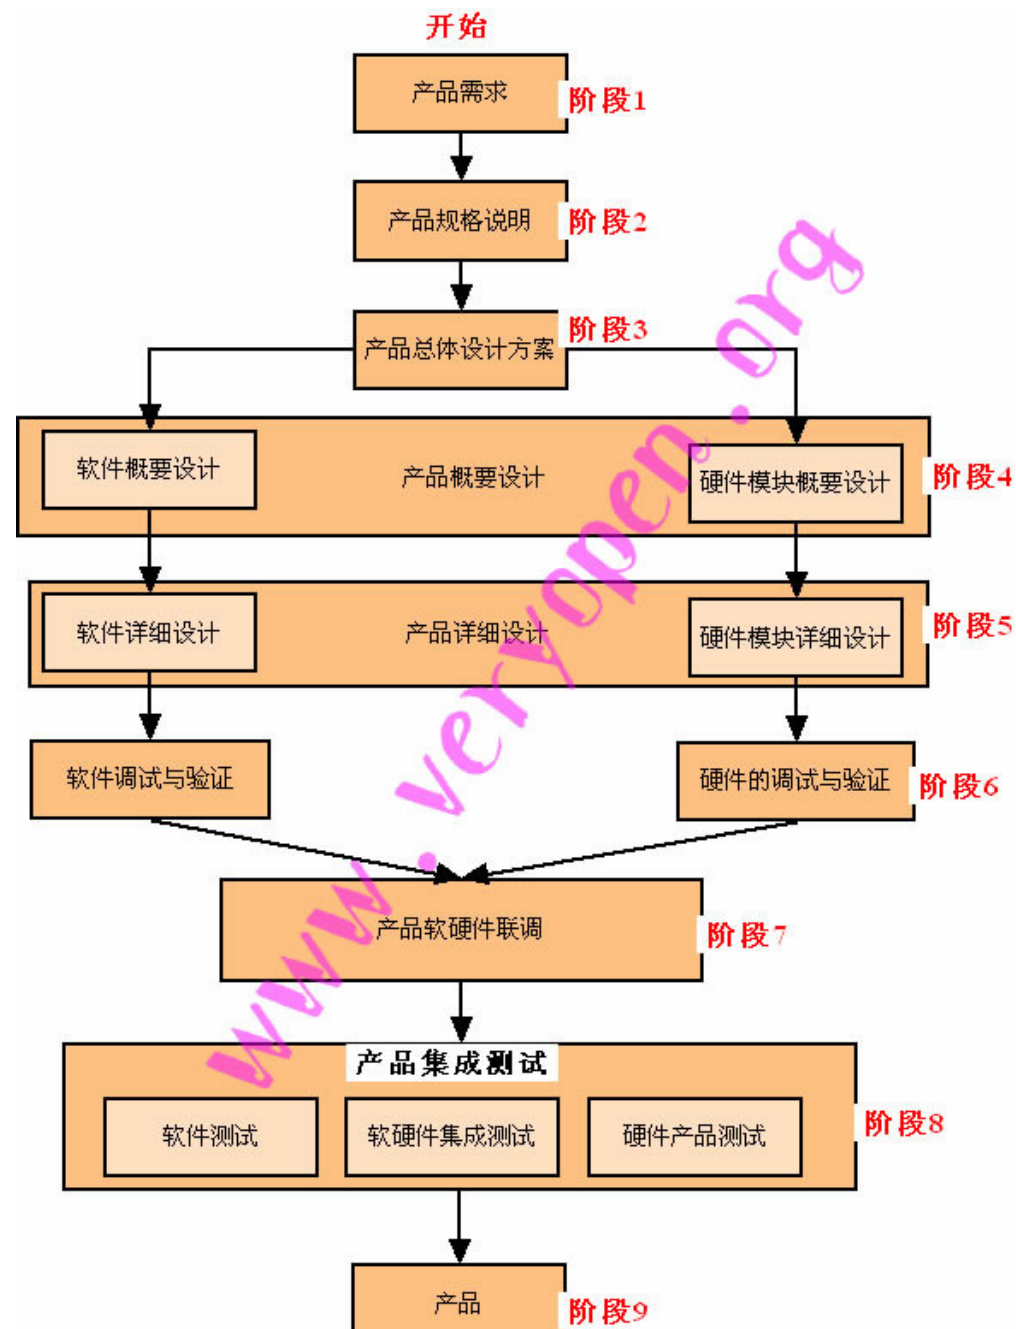 开始
产品需求
阶段1
产品规格说明
阶段2
阶段3
产品总体设计方案
软件概要设计
产品概要设计
硬件模块概要设计
阶段4
软件详细设计
产品详细设计
硬件模块详细设计
阶段5
软件调试与验证
硬件的调试与验证
阶段6
产品软硬件联调
阶段7
产品集成测试
软件测试
软硬件集成测试
硬件产品测试
阶段8
产品
阶段9
www.veryopen.org